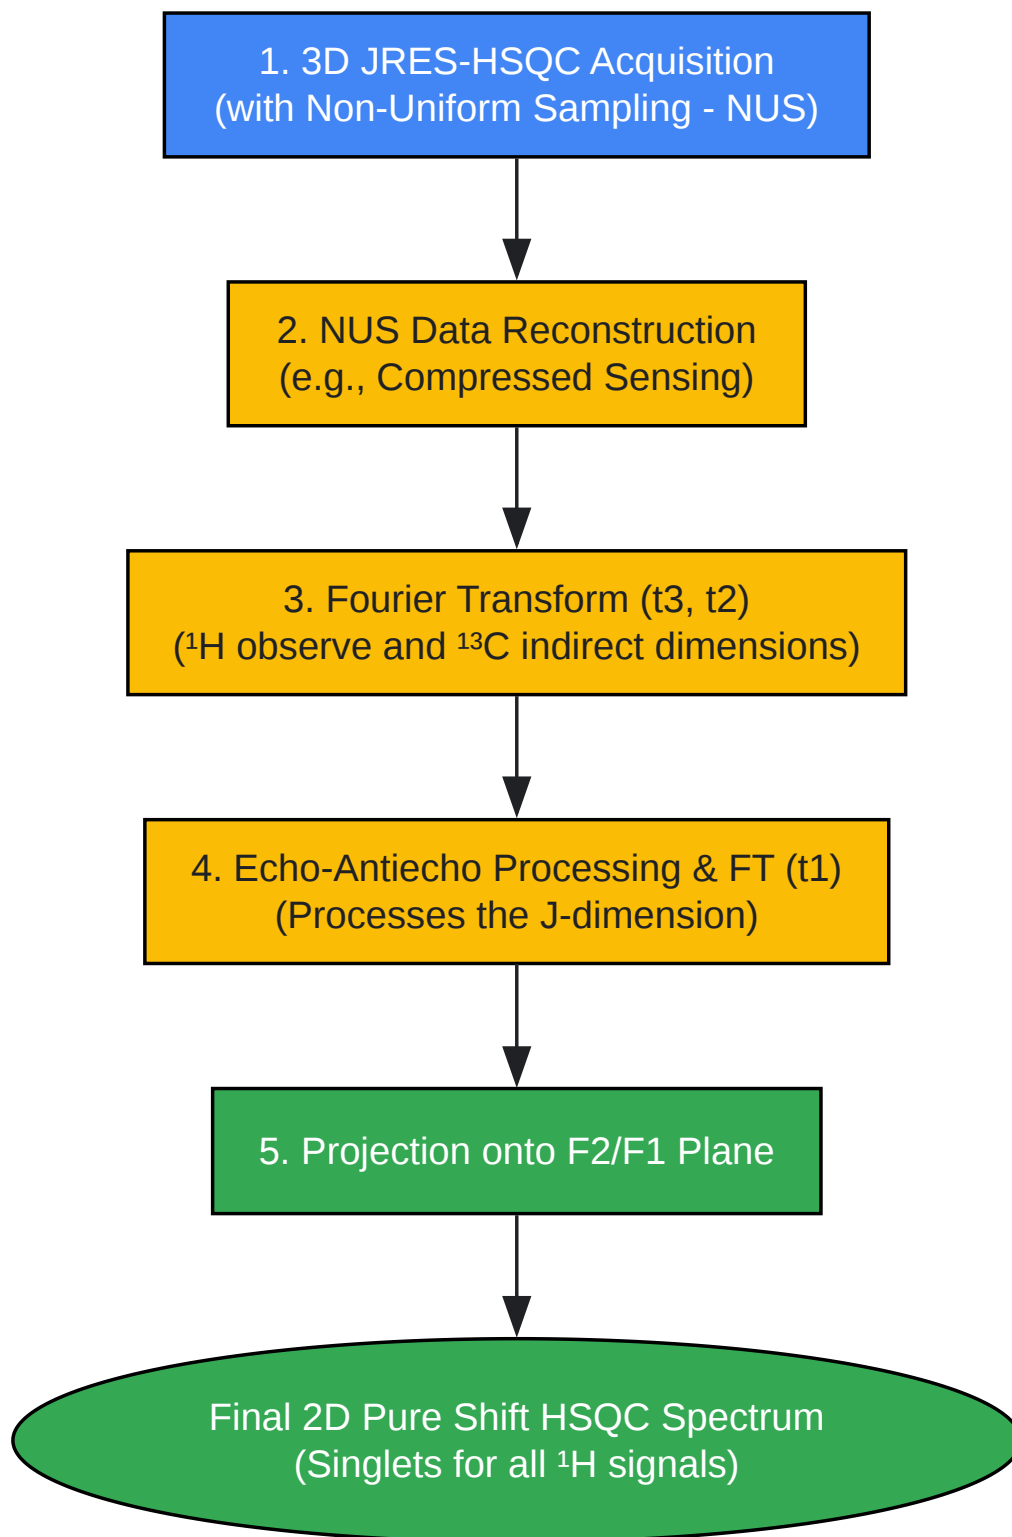 1. 3D JRES-HSQC Acquisition
(with Non-Uniform Sampling - NUS)
2. NUS Data Reconstruction
(e.g., Compressed Sensing)
3. Fourier Transform (t3, t2)
(¹H observe and ¹³C indirect dimensions)
4. Echo-Antiecho Processing & FT (t1)
(Processes the J-dimension)
5. Projection onto F2/F1 Plane
Final 2D Pure Shift HSQC Spectrum
(Singlets for all ¹H signals)